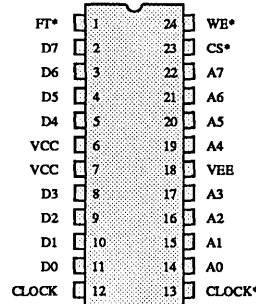 FT* 1 24 WE*
D7 2 23 CS*
D6 3 22 A7
D5 4 21 A6
D4 5 20 A5
VCC 6 19 A4
VCC 7 18 VEE
D3 8 17 A3
D2 9 16 A2
D1 10 15 A1
D0 11 14 A0
CLOCK 12 13 CLOCK*